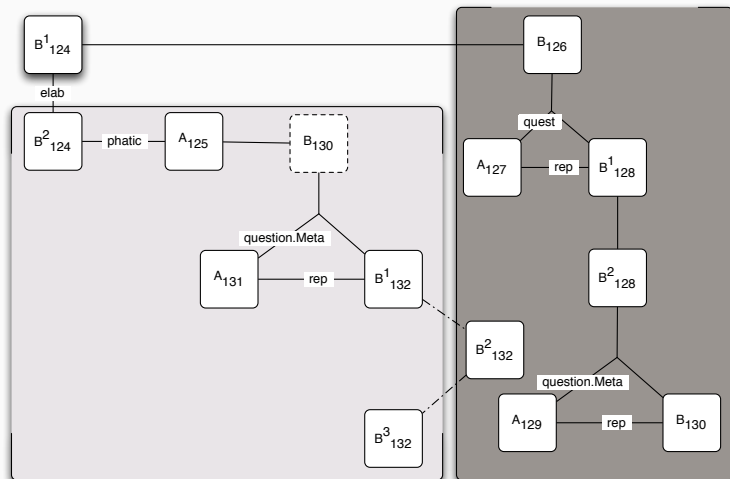 B¹₁₂₄
B₁₂₆
elab
B²₁₂₄
phatic
A₁₂₅
B₁₃₀
quest
A₁₂₇
rep
B¹₁₂₈
question.Meta
A₁₃₁
rep
B¹₁₃₂
B²₁₂₈
B²₁₃₂
question.Meta
B³₁₃₂
A₁₂₉
rep
B₁₃₀